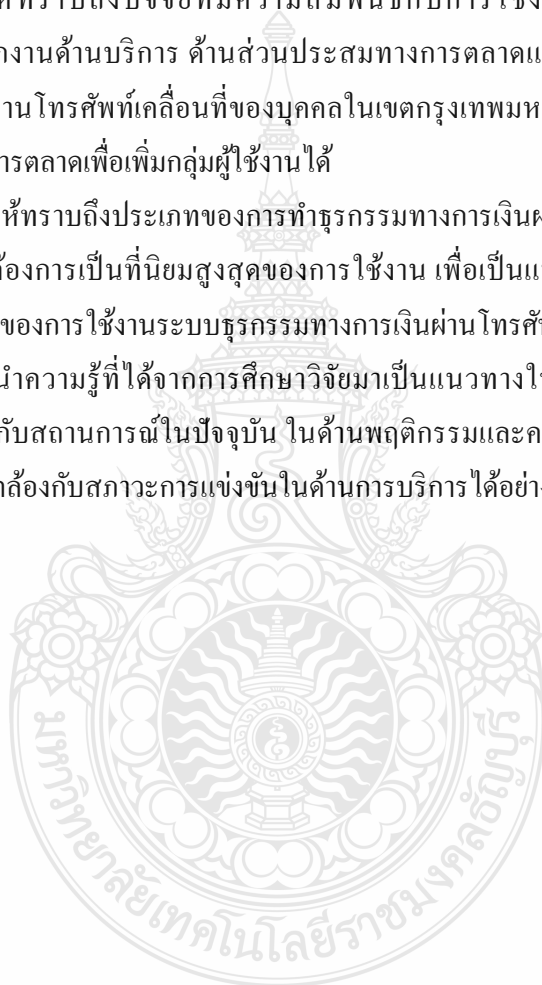 ทราบถึงปัจจัยที่มีความสัมพันธ์กับการใช้
งานด้านบริการ ด้านส่วนประสมทางการตลาด
านโทรศัพท์เคลื่อนที่ของบุคคลในเขตกรุงเทพมห
ารตลาดเพื่อเพิ่มกลุ่มผู้ใช้งานได้
ห้ทราบถึงประเภทของการทำธุรกรรมทางการเงินผ
้องการเป็นที่นิยมสูงสุดของการใช้งาน เพื่อเป็นแ
ของการใช้งานระบบธุรกรรมทางการเงินผ่านโทรศั
นำความรู้ที่ได้จากการศึกษาวิจัยมาเป็นแนวทางใ
กับสถานการณ์ในปัจจุบัน ในด้านพฤติกรรมและค
ล้องกับสภาวะการแข่งขันในด้านการบริการได้อย่าง
มหาวิทยาลัยเทคโนโลยีราชมงคลธัญบุรี